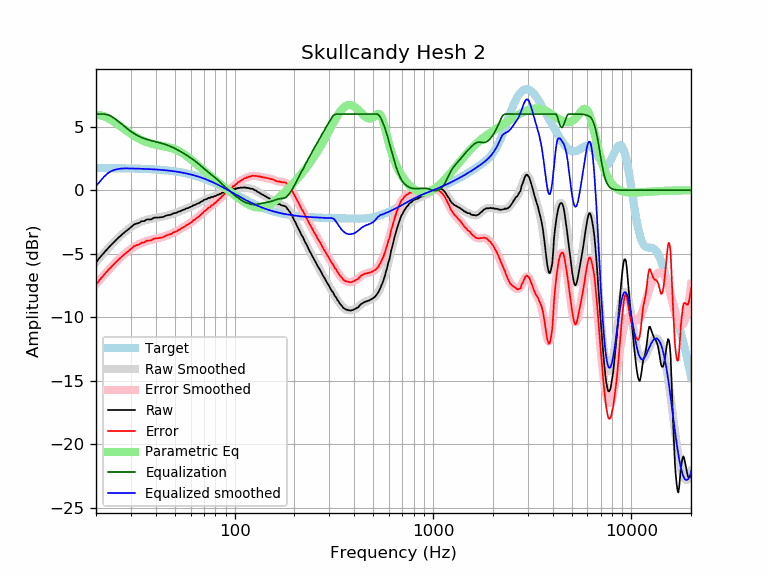 Skullcandy Hesh 2
Amplitude (dBr)
5
0
−5
−10
−15
−20
−25
Target
Raw Smoothed
Error Smoothed
Raw
Error
Parametric Eq
Equalization
Equalized smoothed
100
1000
10000
Frequency (Hz)